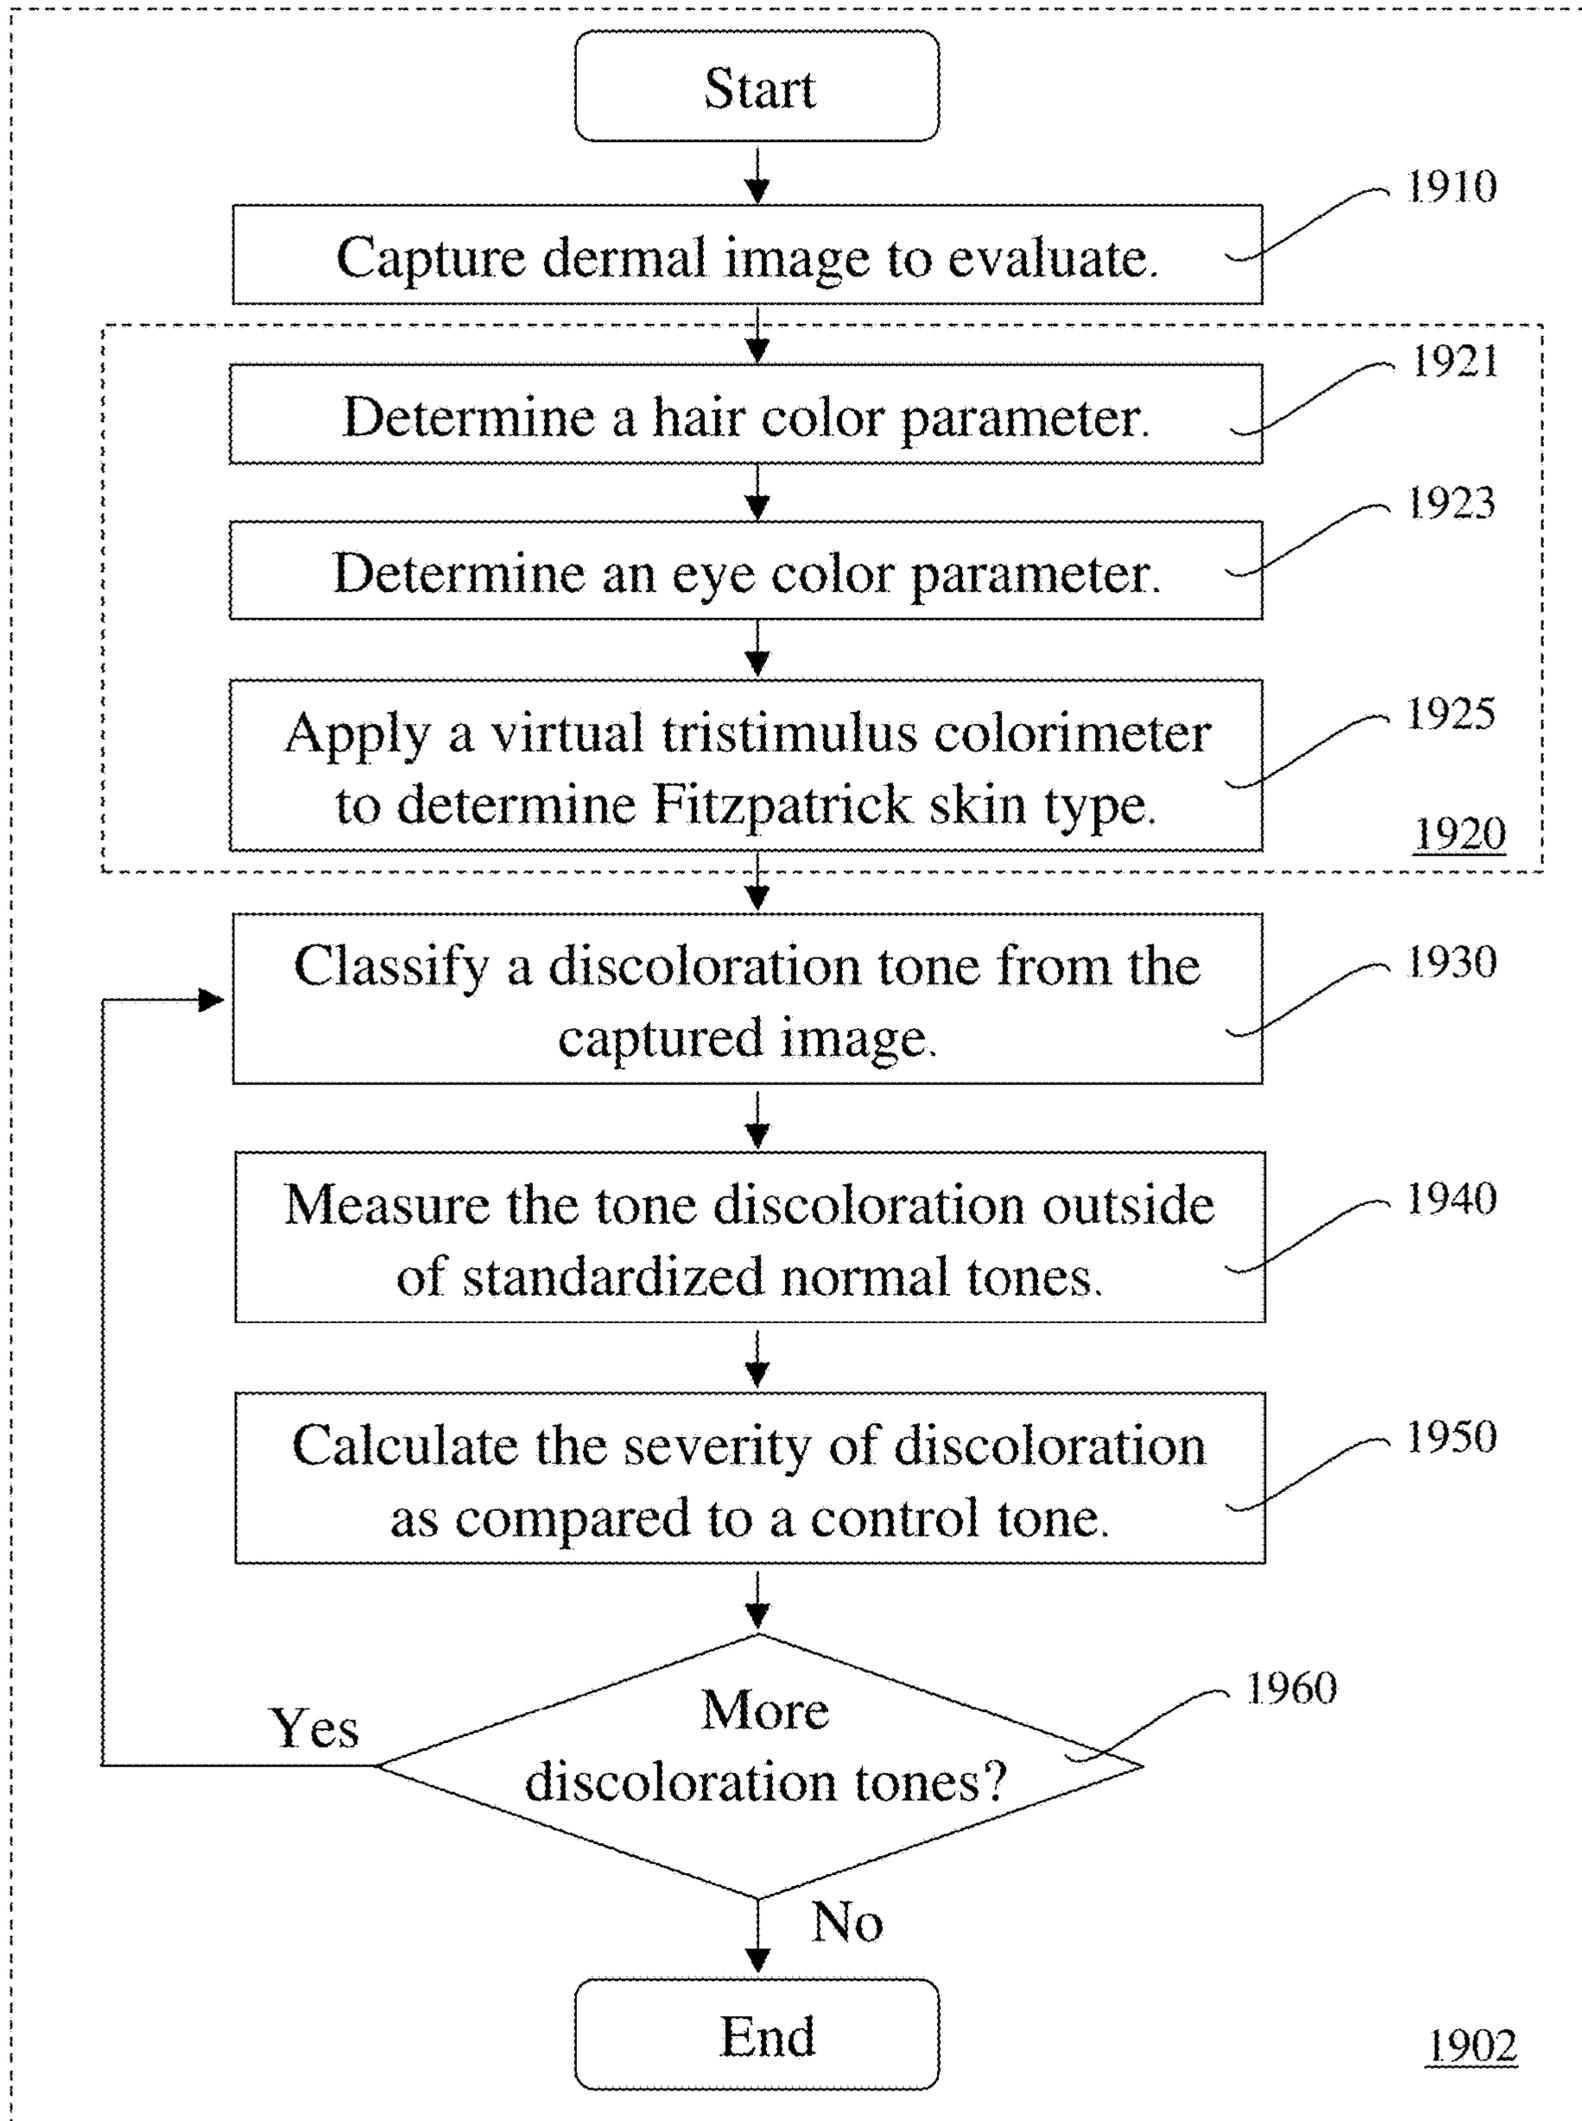 Start
1910
Capture dermal image to evaluate.
1921
Determine a hair color parameter.
1923
Determine an eye color parameter.
1925
Apply a virtual tristimulus colorimeter
to determine Fitzpatrick skin type.
1920
Classify a discoloration tone from the
captured image.
1930
Measure the tone discoloration outside
of standardized normal tones.
1940
Calculate the severity of discoloration
as compared to a control tone.
1950
More
discoloration tones?
1960
Yes
No
End
1902